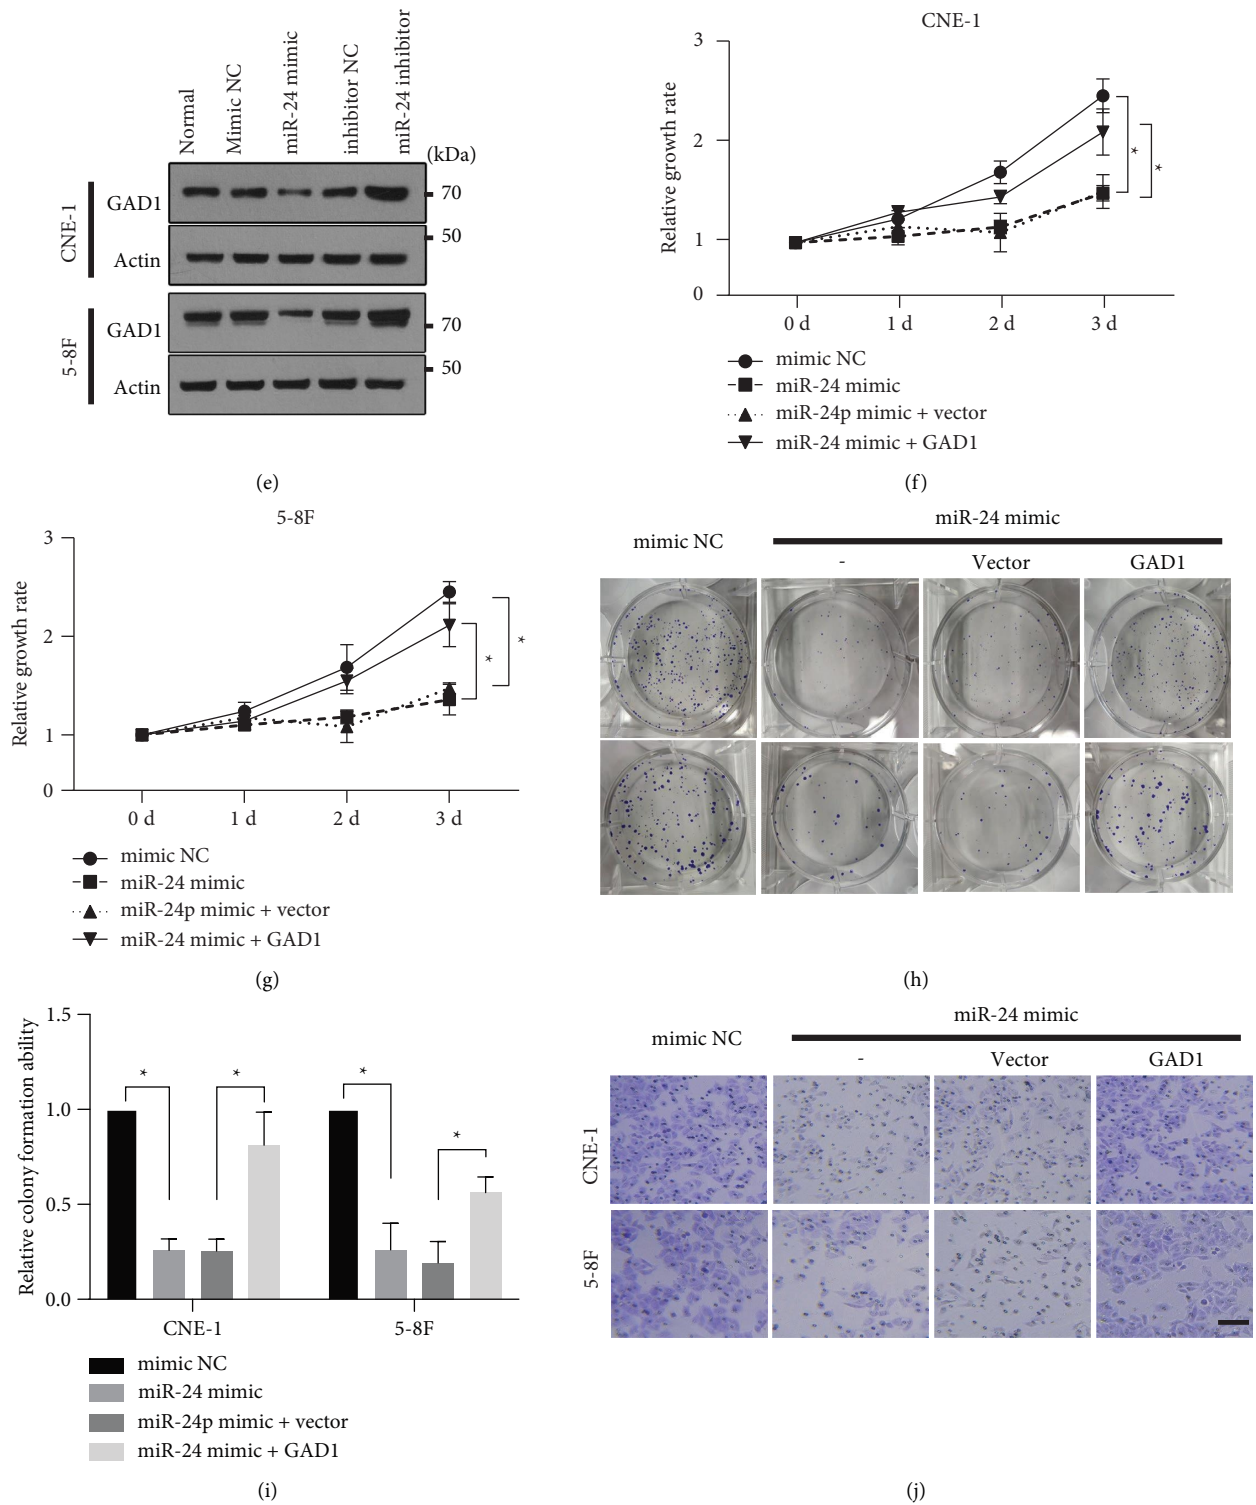 Normal
Mimic NC
miR-24 mimic
inhibitor NC
miR-24 inhibitor
(kDa)
CNE-1
GAD1
70
50
Actin
5-8F
GAD1
70
50
Actin
(e)
CNE-1
Relative growth rate
3
2
1
0
0 d 1 d 2 d 3 d
*
*
mimic NC
miR-24 mimic
miR-24p mimic + vector
miR-24 mimic + GAD1
(f)
5-8F
Relative growth rate
3
2
1
0
0 d 1 d 2 d 3 d
*
*
mimic NC
miR-24 mimic
miR-24p mimic + vector
miR-24 mimic + GAD1
(g)
mimic NC
miR-24 mimic
- Vector GAD1
(h)
Relative colony formation ability
1.5
1.0
0.5
0.0
* * * *
CNE-1 5-8F
mimic NC
miR-24 mimic
miR-24p mimic + vector
miR-24 mimic + GAD1
(i)
mimic NC
miR-24 mimic
- Vector GAD1
CNE-1
5-8F
(j)